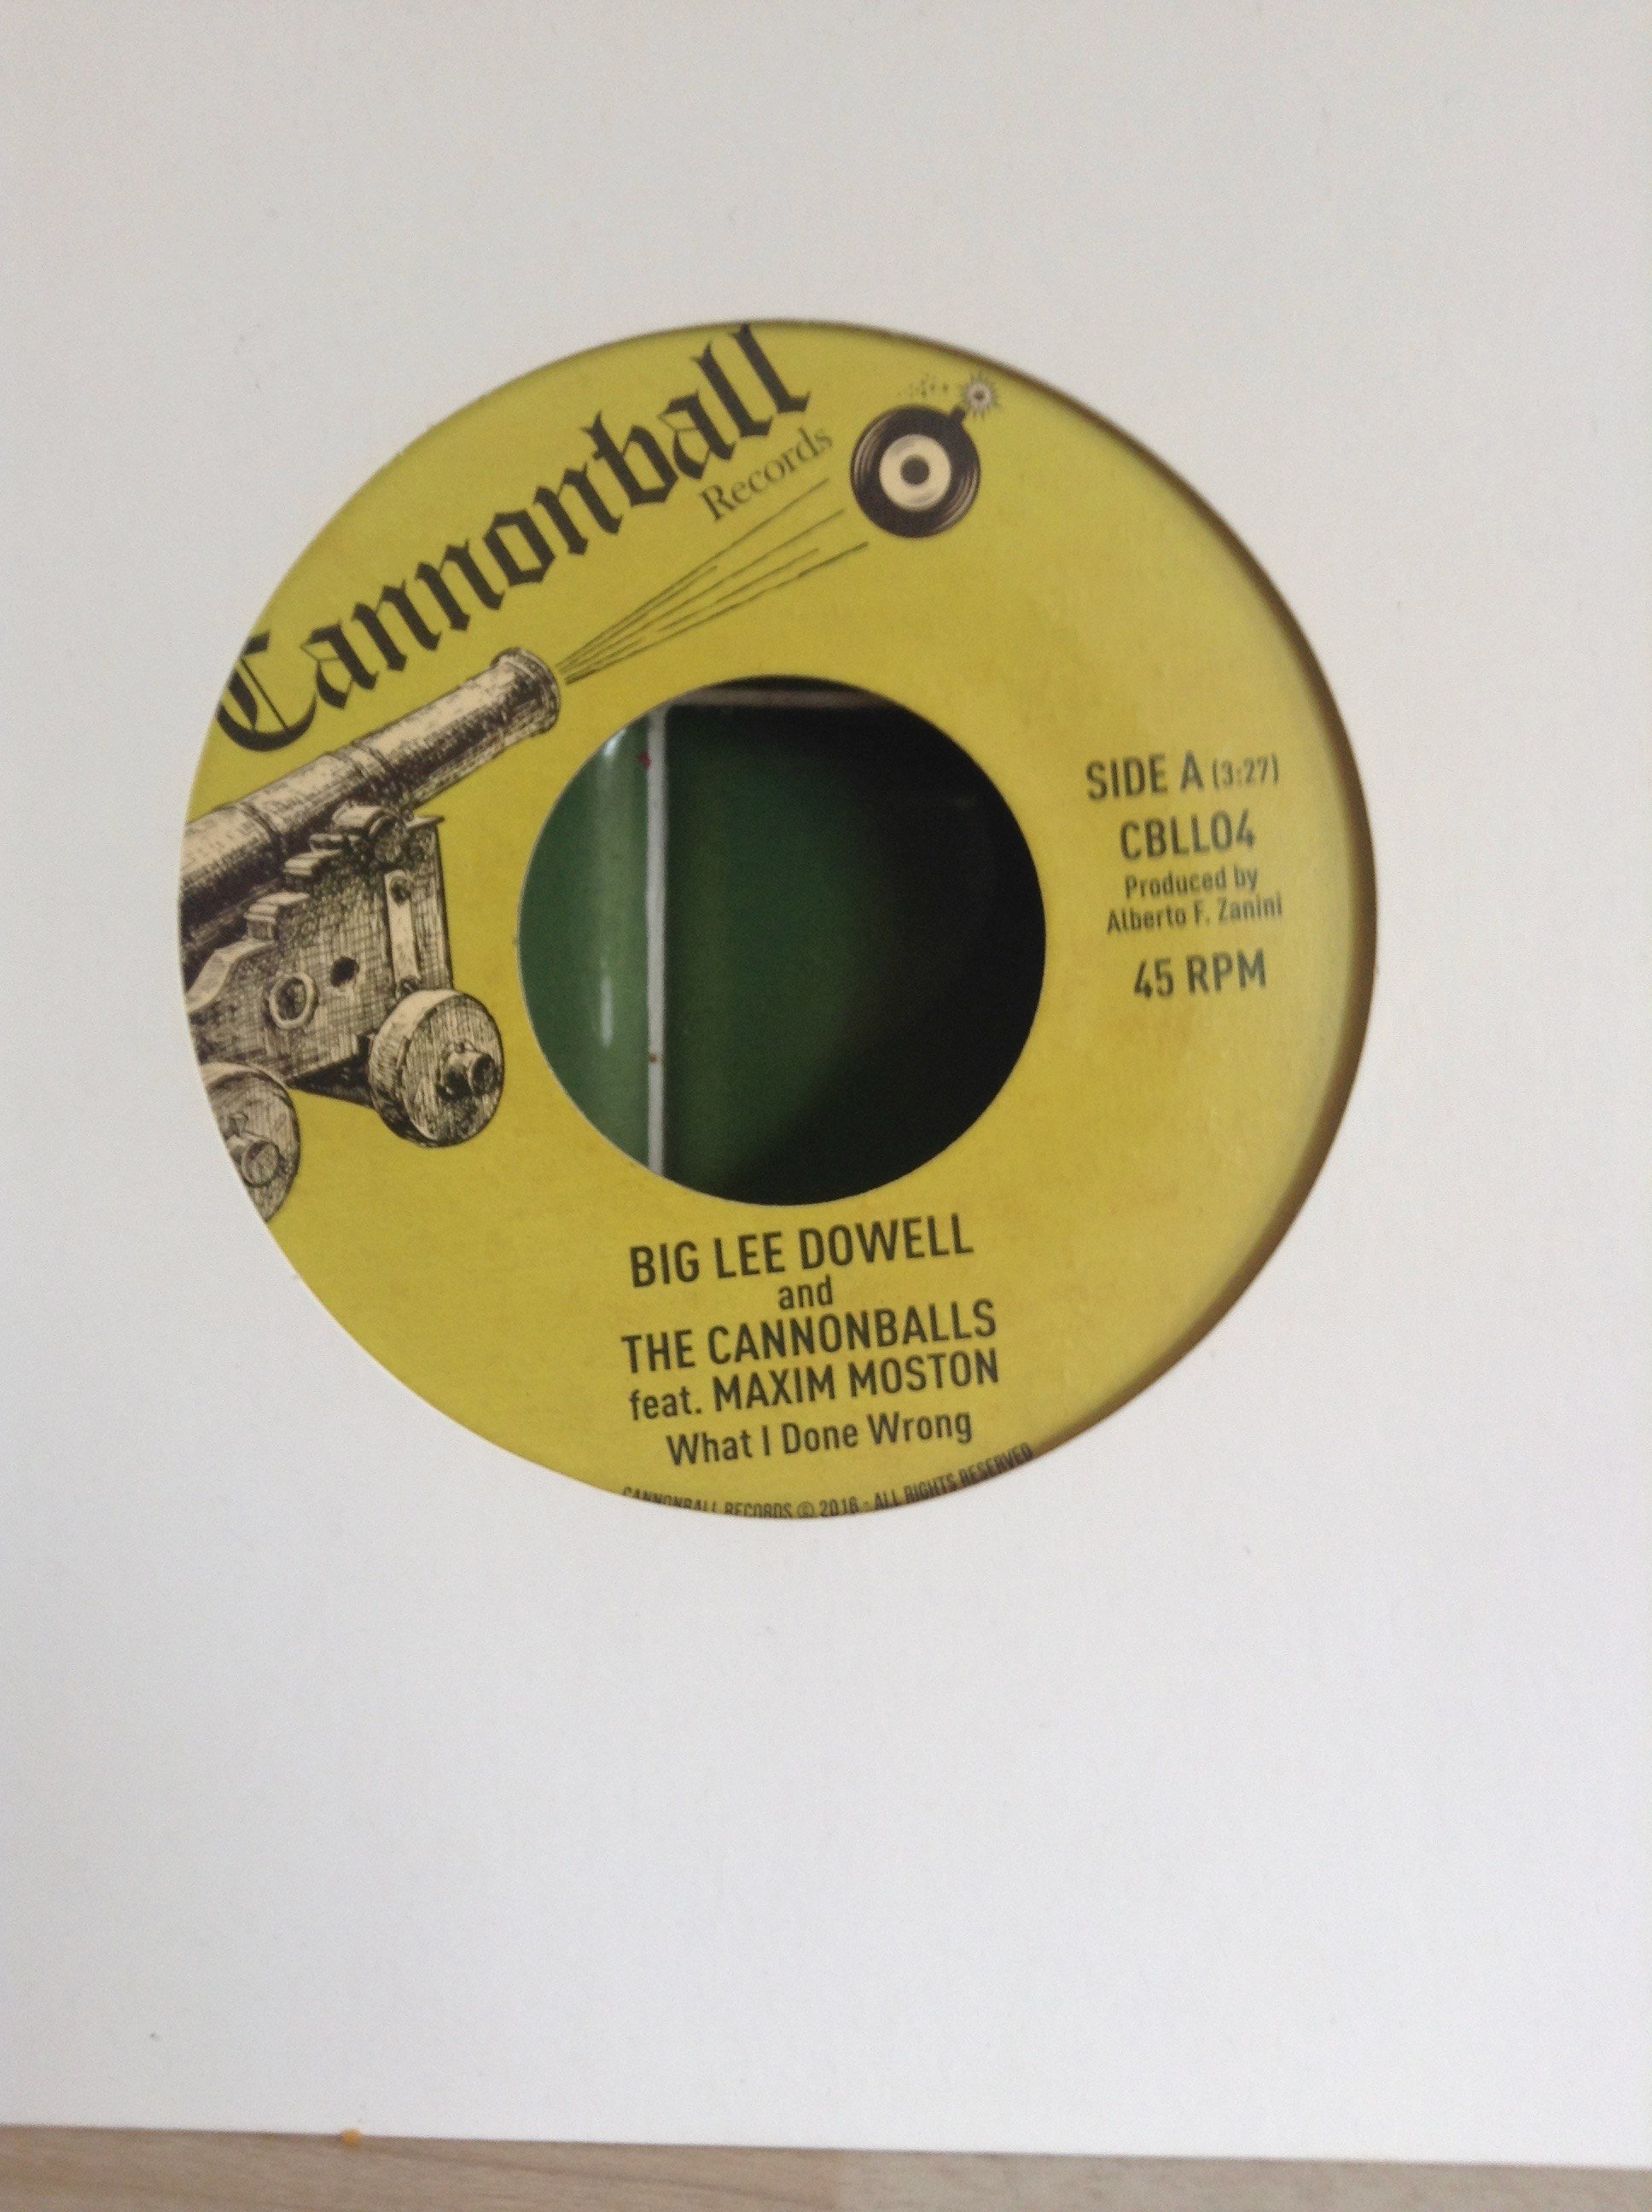 Cannonball
Records
SIDE A (3:27)
CBLL04
Produced by
Alberto F. Zanini
45 RPM
BIG LEE DOWELL
and
THE CANNONBALLS
feat. MAXIM MOSTON
What I Done Wrong
CANNONBALL RECORDS © 2018 - ALL RIGHTS RESERVED